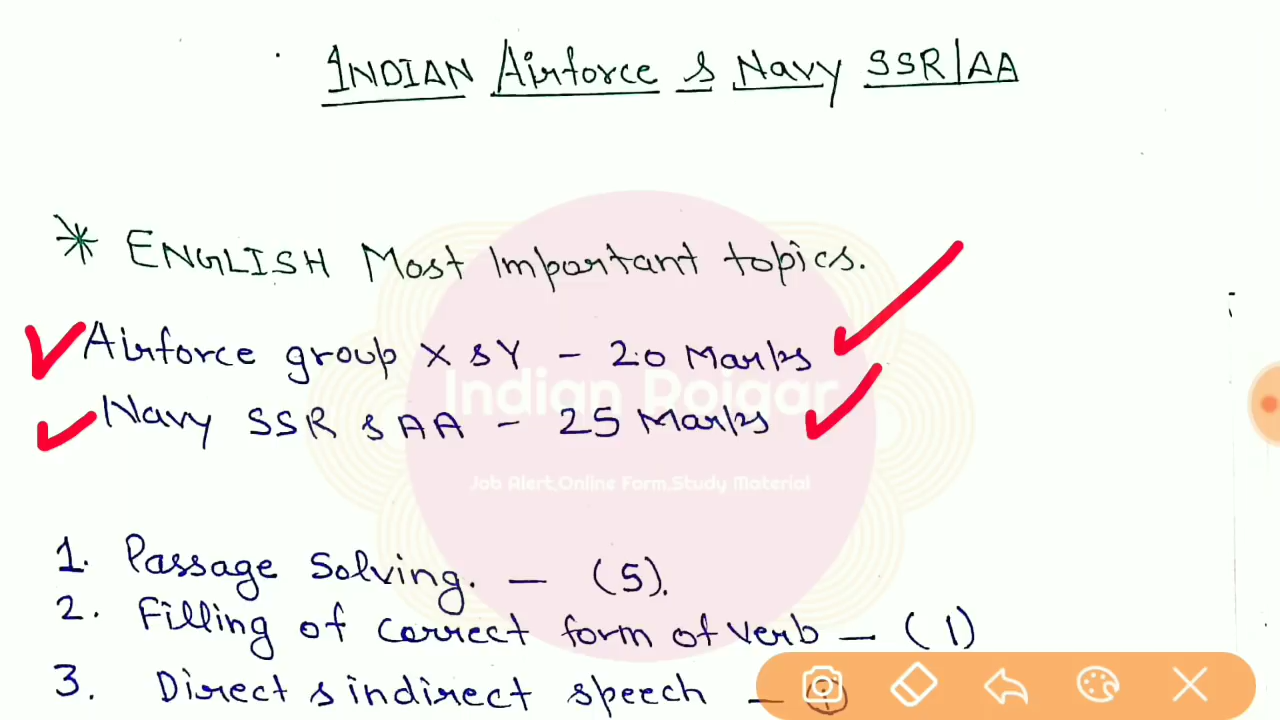 INDIAN Airforce & Navy SSR/AA
* ENGLISH Most Important topics.
Airforce group X & Y - 20 Marks
Navy SSR & AA - 25 Marks
Indian Rojgar
Job Alert,Online Form,Study Material
1. Passage Solving. - (5).
2. Filling of correct form of verb - (1)
3. Direct & indirect speech -